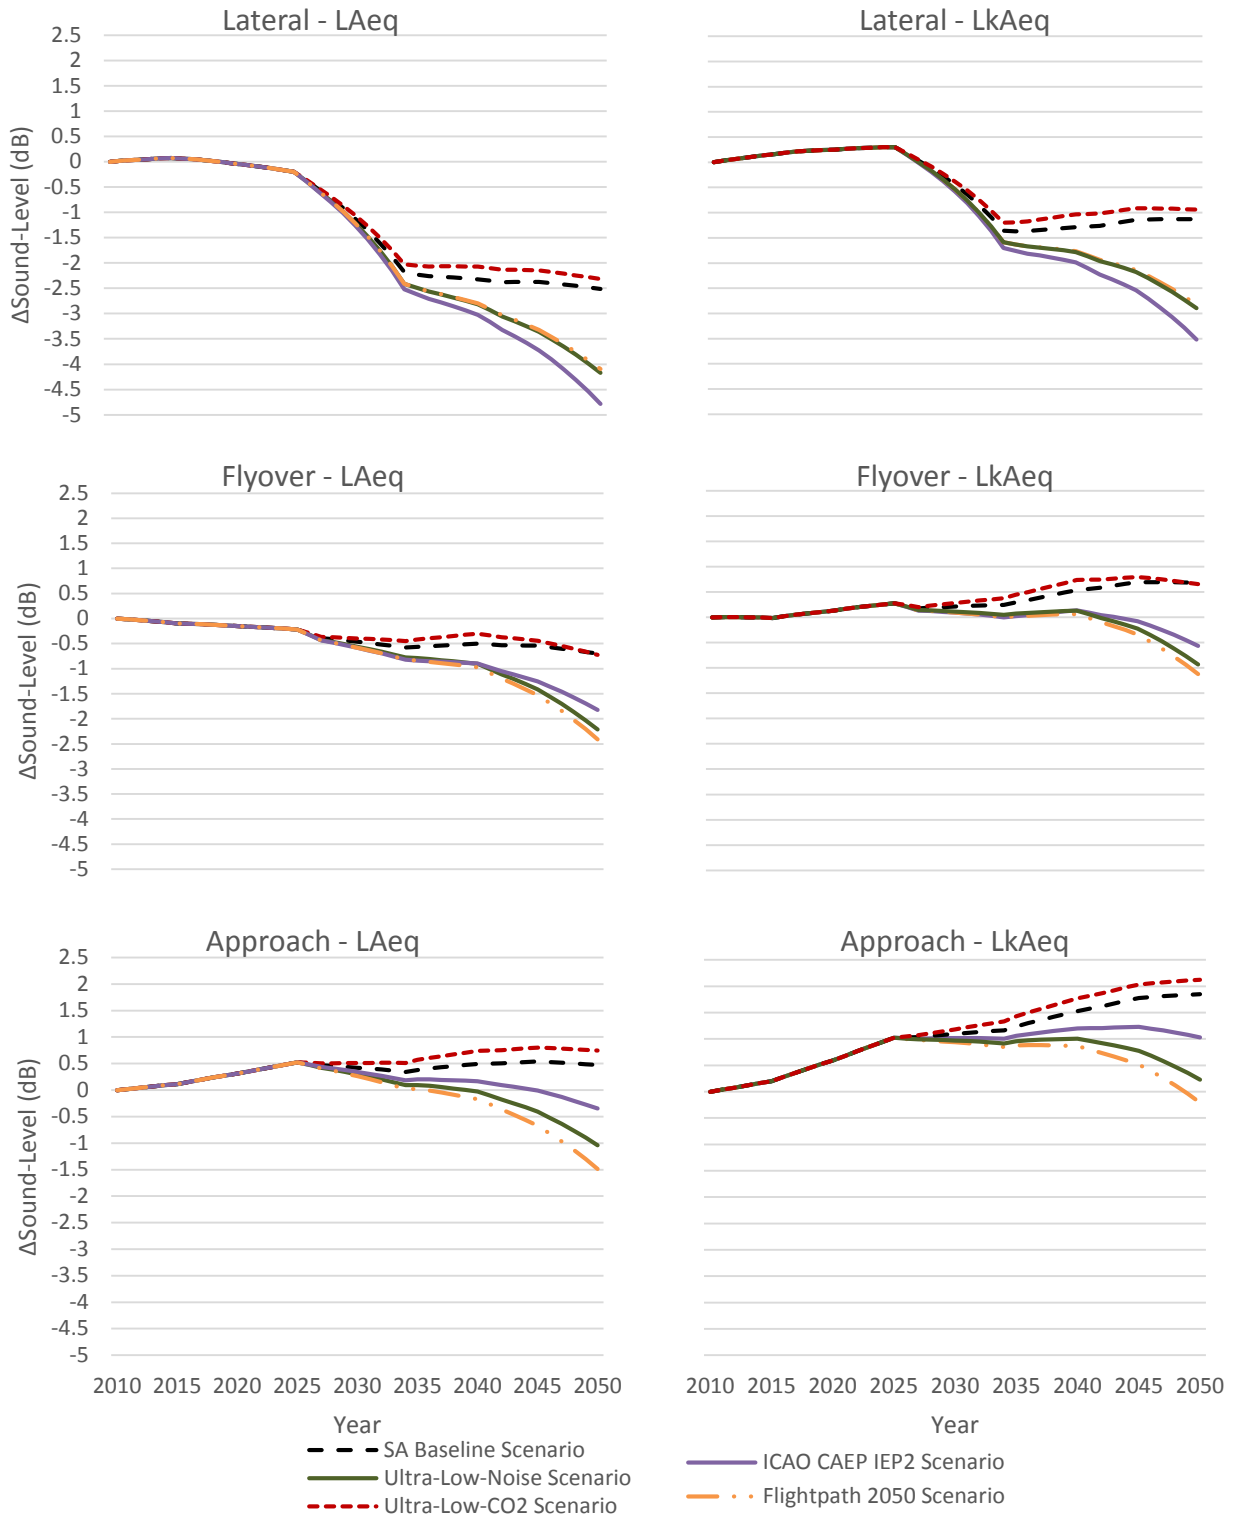 Lateral - LAeq
Lateral - LkAeq
2.5
2
1.5
1
0.5
0
-0.5
-1
-1.5
-2
-2.5
-3
-3.5
-4
-4.5
-5
ΔSound-Level (dB)
Flyover - LAeq
Flyover - LkAeq
2.5
2
1.5
1
0.5
0
-0.5
-1
-1.5
-2
-2.5
-3
-3.5
-4
-4.5
-5
ΔSound-Level (dB)
Approach - LAeq
Approach - LkAeq
2.5
2
1.5
1
0.5
0
-0.5
-1
-1.5
-2
-2.5
-3
-3.5
-4
-4.5
-5
ΔSound-Level (dB)
2010 2015 2020 2025 2030 2035 2040 2045 2050
2010 2015 2020 2025 2030 2035 2040 2045 2050
Year
Year
SA Baseline Scenario
Ultra-Low-Noise Scenario
Ultra-Low-CO2 Scenario
ICAO CAEP IEP2 Scenario
Flightpath 2050 Scenario